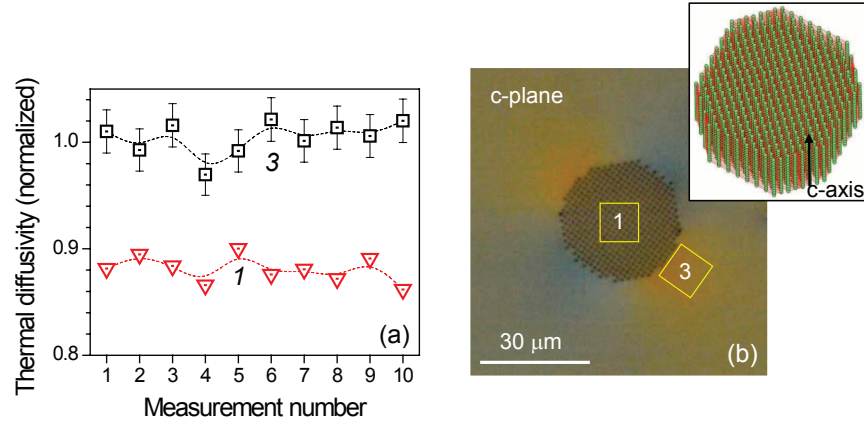 Thermal diffusivity (normalized)
1.0
0.9
0.8
3
1
(a)
1 2 3 4 5 6 7 8 9 10
Measurement number
c-plane
c-axis
1
3
30 μm
(b)